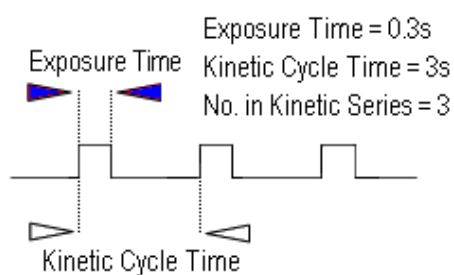 Exposure Time = 0.3s
Exposure Time
Kinetic Cycle Time = 3s
No. in Kinetic Series = 3
Kinetic Cycle Time